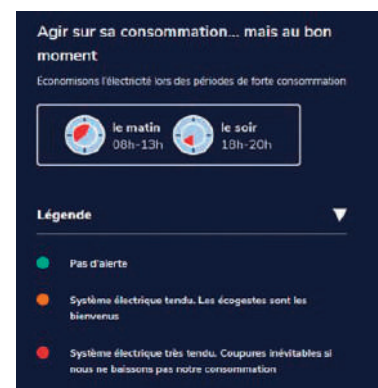 Agir sur sa consommation... mais au bon
moment
Économisons l'électricité lors des périodes de forte consommation
le matin
08h-13h
le soir
18h-20h
Légende
Pas d'alerte
Système électrique tendu. Les écogestes sont les
bienvenus
Système électrique très tendu. Coupures inévitables si
nous ne baissons pas notre consommation